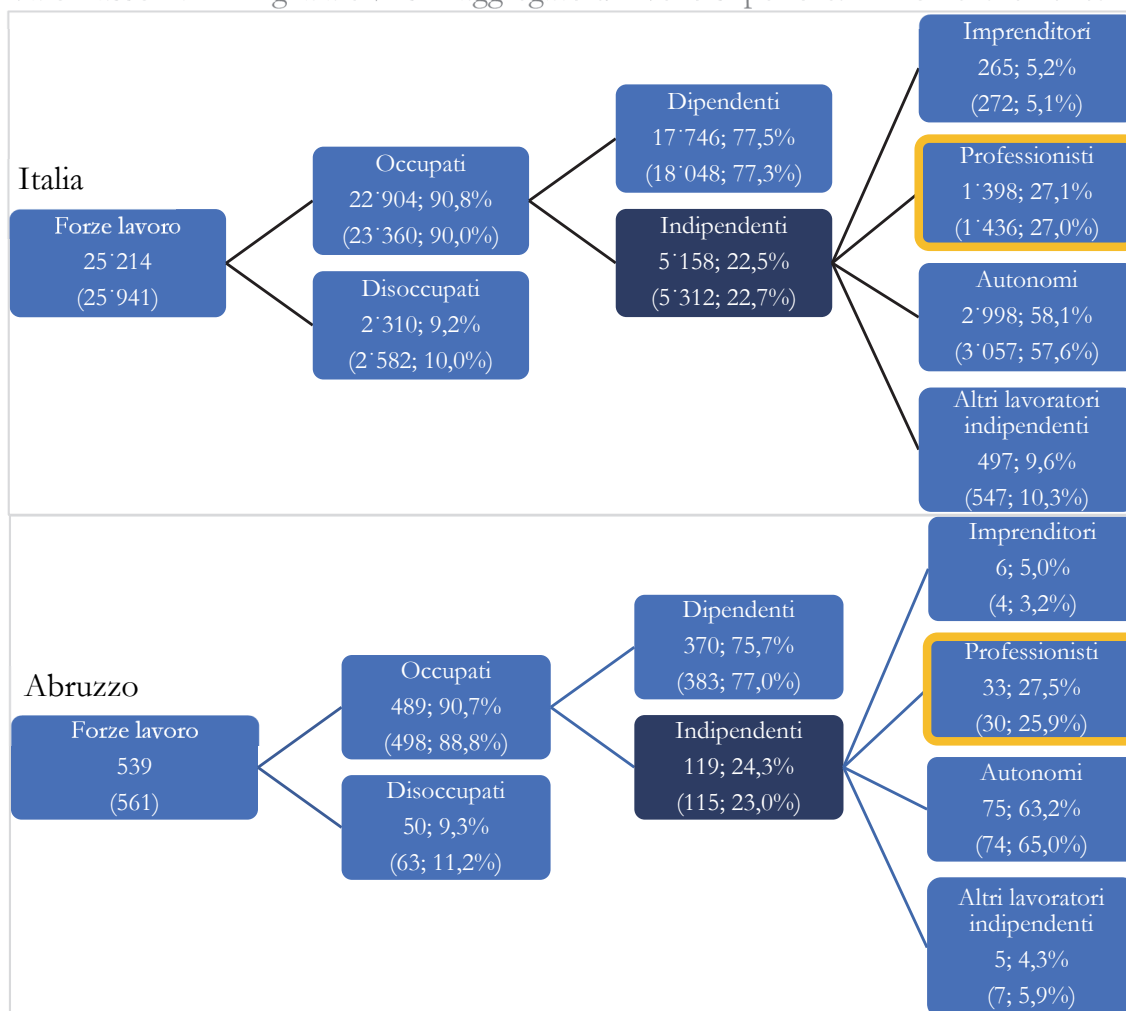 Italia
Forze lavoro
25˙214
(25˙941)
Occupati
22˙904; 90,8%
(23˙360; 90,0%)
Disoccupati
2˙310; 9,2%
(2˙582; 10,0%)
Dipendenti
17˙746; 77,5%
(18˙048; 77,3%)
Indipendenti
5˙158; 22,5%
(5˙312; 22,7%)
Imprenditori
265; 5,2%
(272; 5,1%)
Professionisti
1˙398; 27,1%
(1˙436; 27,0%)
Autonomi
2˙998; 58,1%
(3˙057; 57,6%)
Altri lavoratori
indipendenti
497; 9,6%
(547; 10,3%)
Abruzzo
Forze lavoro
539
(561)
Occupati
489; 90,7%
(498; 88,8%)
Disoccupati
50; 9,3%
(63; 11,2%)
Dipendenti
370; 75,7%
(383; 77,0%)
Indipendenti
119; 24,3%
(115; 23,0%)
Imprenditori
6; 5,0%
(4; 3,2%)
Professionisti
33; 27,5%
(30; 25,9%)
Autonomi
75; 63,2%
(74; 65,0%)
Altri lavoratori
indipendenti
5; 4,3%
(7; 5,9%)